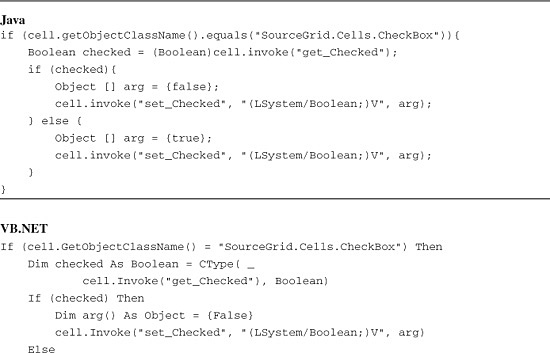 Java
if (cell.getObjectClassName().equals("SourceGrid.Cells.CheckBox")){
    Boolean checked = (Boolean)cell.invoke("get_Checked");
    if (checked){
        Object [] arg = {false};
        cell.invoke("set_Checked", "(LSystem/Boolean;)V", arg);
    } else {
        Object [] arg = {true};
        cell.invoke("set_Checked", "(LSystem/Boolean;)V", arg);
    }
}
VB.NET
If (cell.GetObjectClassName() = "SourceGrid.Cells.CheckBox") Then
    Dim checked As Boolean = CType( _
            cell.Invoke("get_Checked"), Boolean)
    If (checked) Then
        Dim arg() As Object = {False}
        cell.Invoke("set_Checked", "(LSystem/Boolean;)V", arg)
    Else